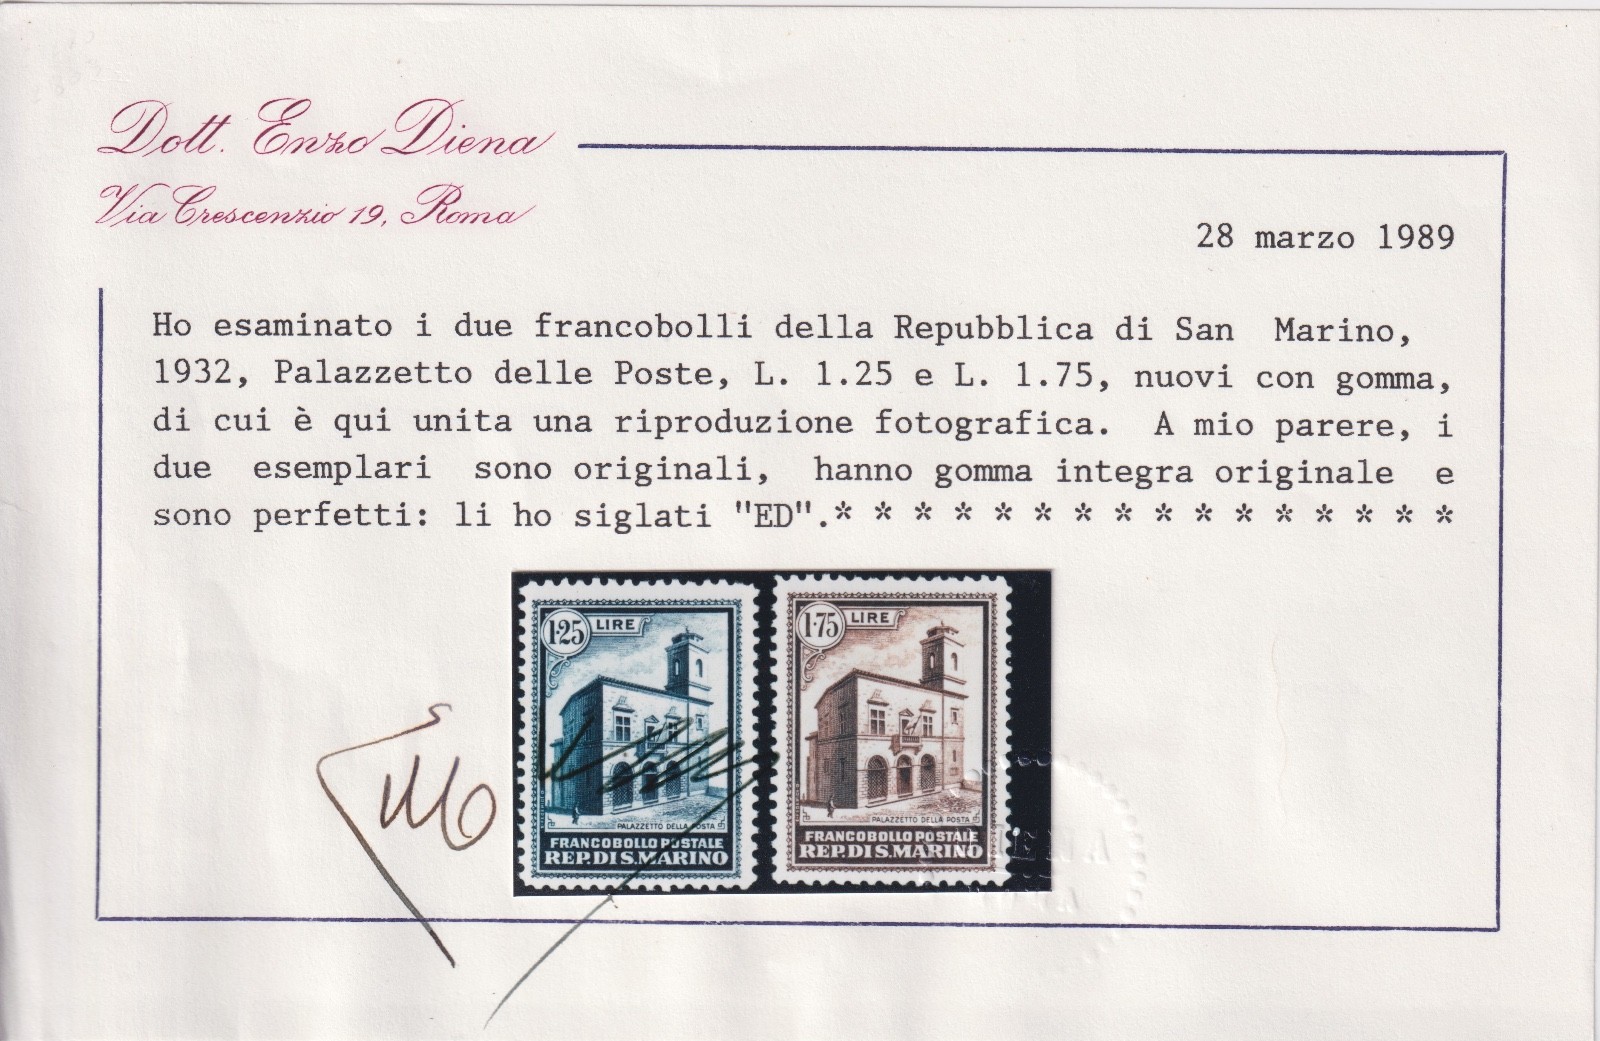 Dott. Enzo Diena
Via Crescenzio 19, Roma
28 marzo 1989
Ho esaminato i due francobolli della Repubblica di San Marino,
1932, Palazzetto delle Poste, L. 1.25 e L. 1.75, nuovi con gomma,
di cui è qui unita una riproduzione fotografica. A mio parere, i
due esemplari sono originali, hanno gomma integra originale e
sono perfetti: li ho siglati "ED".* * * * * * * * * * * * * * * *
1·25 LIRE
PALAZZETTO DELLA POSTA
FRANCOBOLLO POSTALE
REP. DI S. MARINO
1·75 LIRE
PALAZZETTO DELLA POSTA
FRANCOBOLLO POSTALE
REP. DI S. MARINO